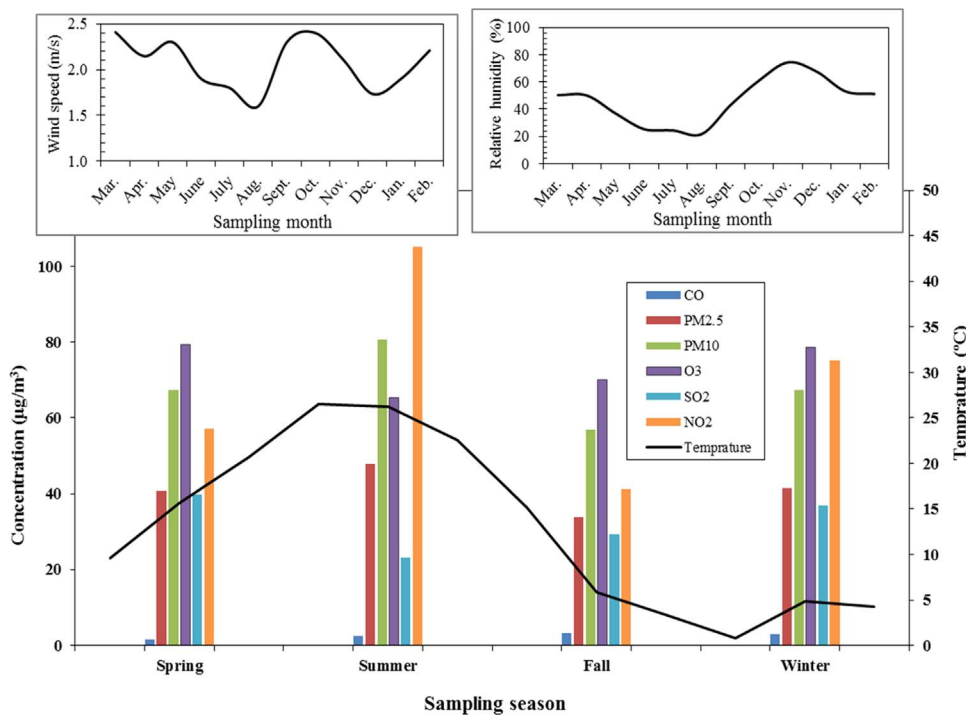 2.5
2.0
1.5
1.0
Wind speed (m/s)
Mar.
Apr.
May
June
July
Aug.
Sept.
Oct.
Nov.
Dec.
Jan.
Feb.
Sampling month
100
80
60
40
20
0
Relative humidity (%)
Mar.
Apr.
May
June
July
Aug.
Sept.
Oct.
Nov.
Dec.
Jan.
Feb.
Sampling month
100
80
60
40
20
0
Concentration (µg/m³)
50
45
40
35
30
25
20
15
10
5
0
Temprature (ºC)
CO
PM2.5
PM10
O3
SO2
NO2
Temprature
Spring
Summer
Fall
Winter
Sampling season